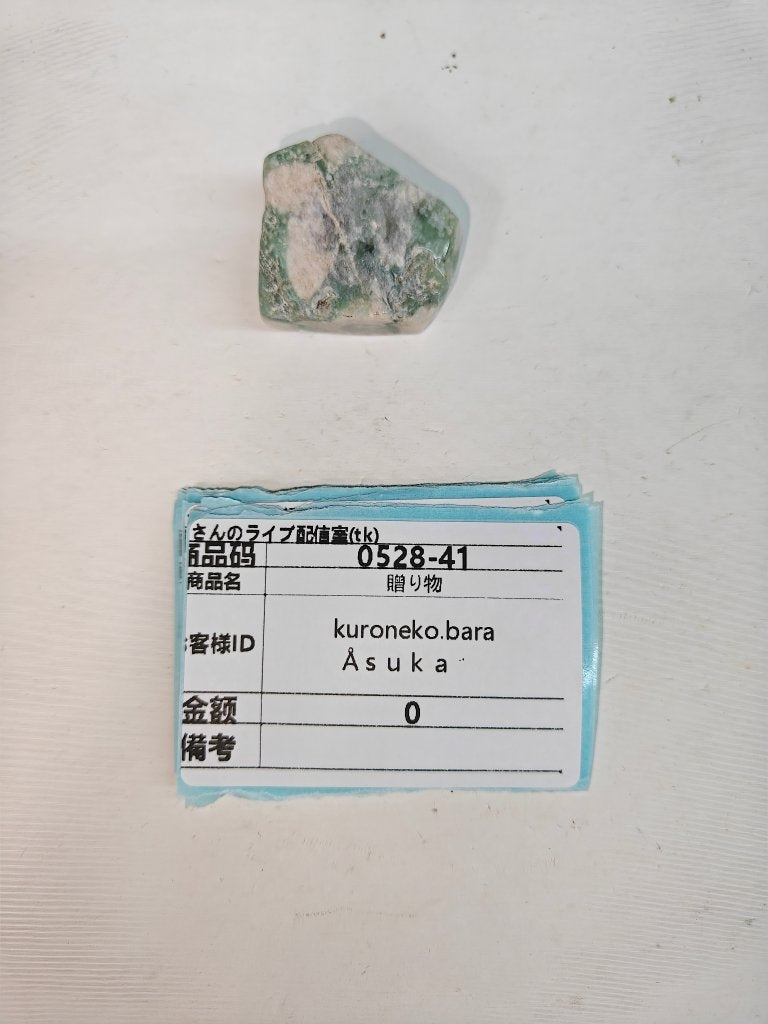 さんのライブ配信室(tk)
商品码 0528-41
商品名 贈り物
お客様ID kuroneko.bara
Åsuka
金额 0
備考